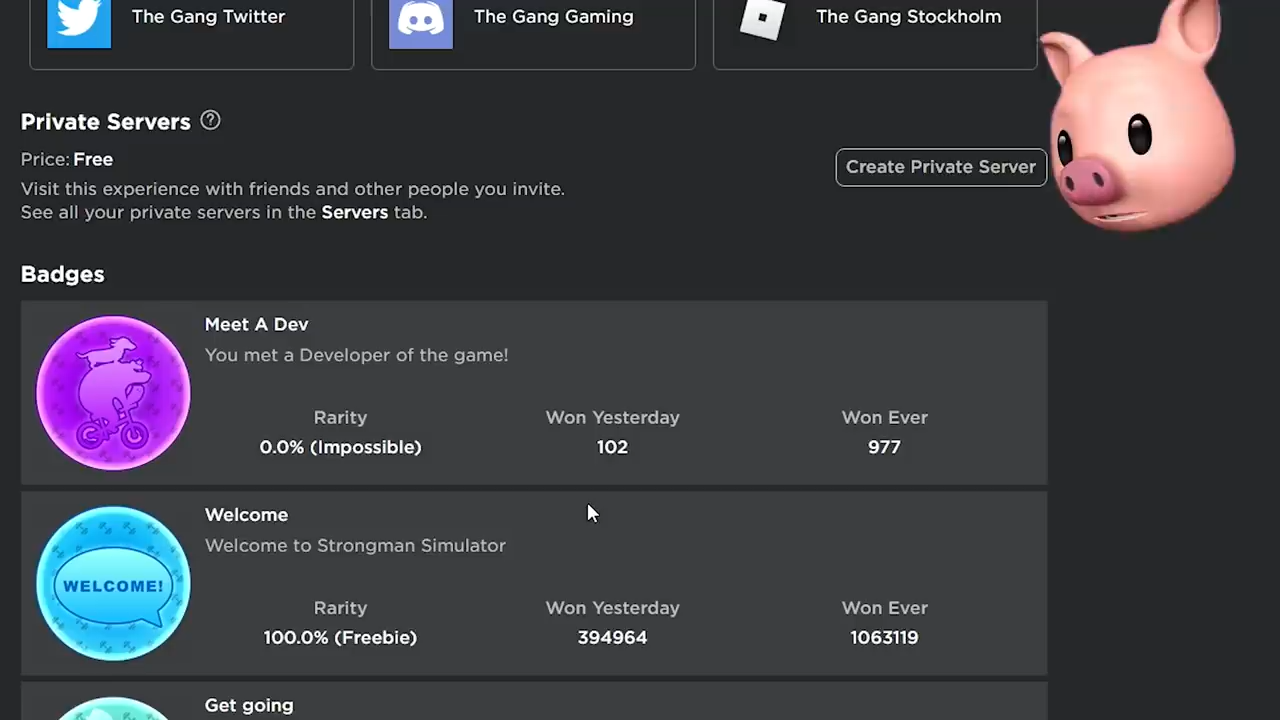 The Gang Twitter
The Gang Gaming
The Gang Stockholm
Private Servers
Price: Free
Create Private Server
Visit this experience with friends and other people you invite.
See all your private servers in the Servers tab.
Badges
Meet A Dev
You met a Developer of the game!
Rarity Won Yesterday Won Ever
0.0% (Impossible) 102 977
Welcome
Welcome to Strongman Simulator
WELCOME!
Rarity Won Yesterday Won Ever
100.0% (Freebie) 394964 1063119
Get going